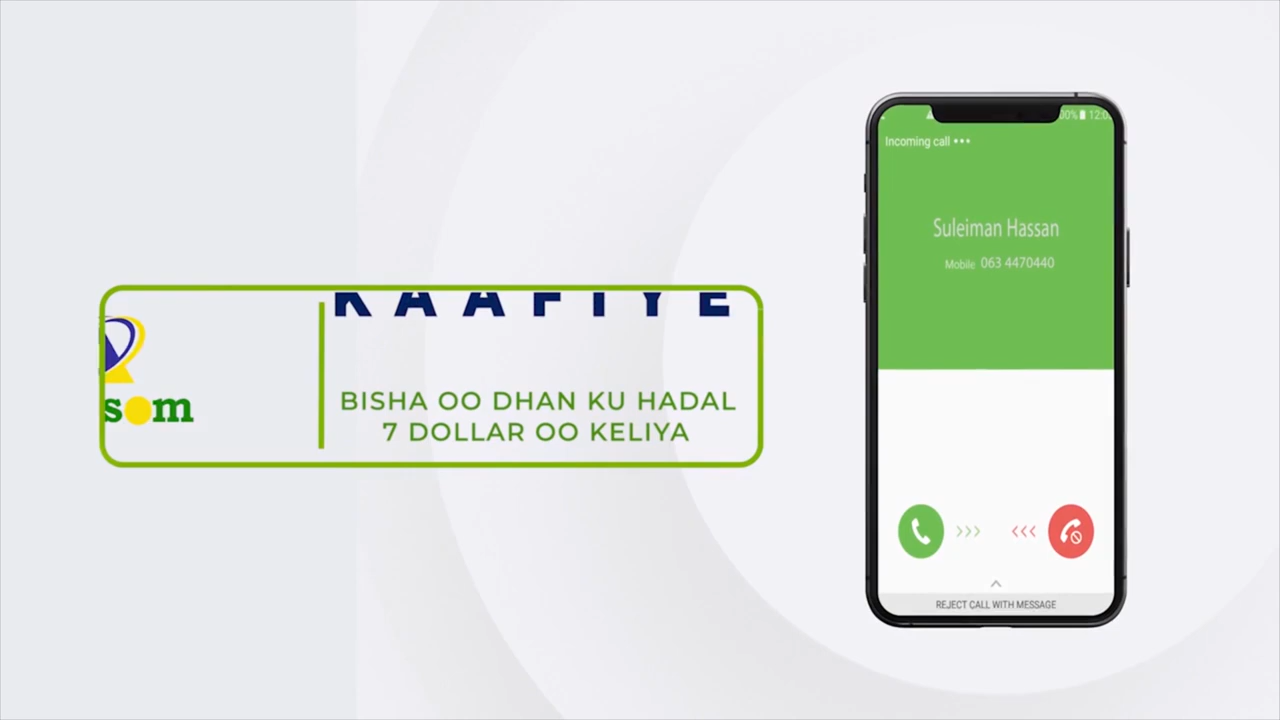 KAAFIYE
som
BISHA OO DHAN KU HADAL
7 DOLLAR OO KELIYA
Incoming call •••
Suleiman Hassan
Mobile 063 4470440
REJECT CALL WITH MESSAGE